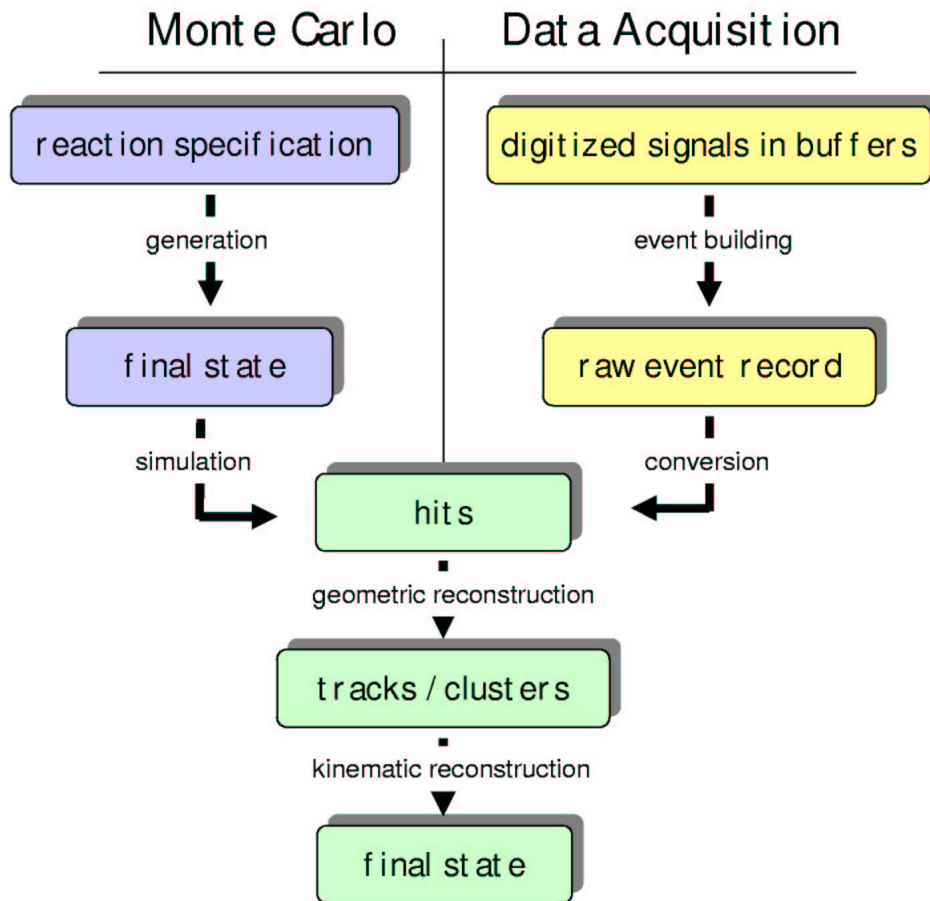 Monte Carlo
Data Acquisition
reaction specification
digitized signals in buffers
generation
event building
final state
raw event record
simulation
conversion
hits
geometric reconstruction
tracks / clusters
kinematic reconstruction
final state